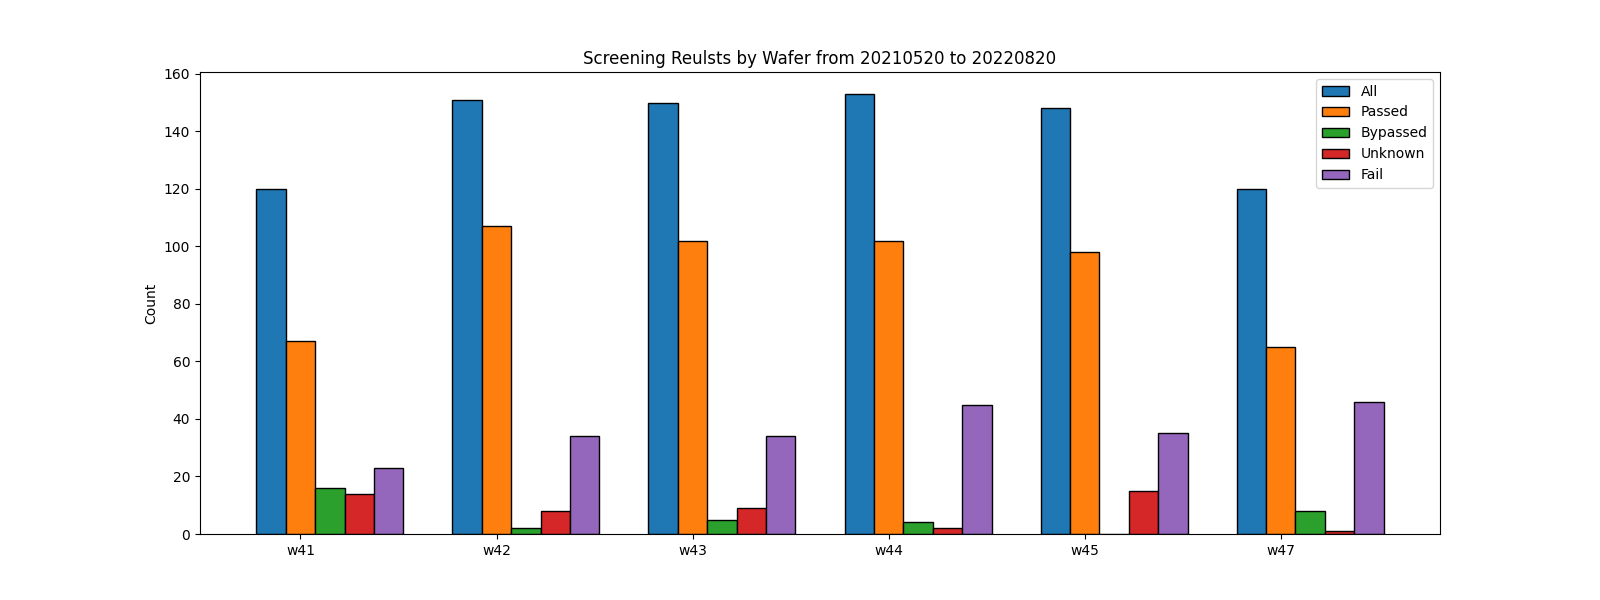 Screening Reulsts by Wafer from 20210520 to 20220820
160
140
120
100
80
60
40
20
0
Count
All
Passed
Bypassed
Unknown
Fail
w41 w42 w43 w44 w45 w47